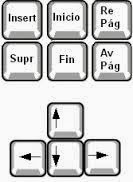 Insert Inicio Re Pág
Supr Fin Av Pág